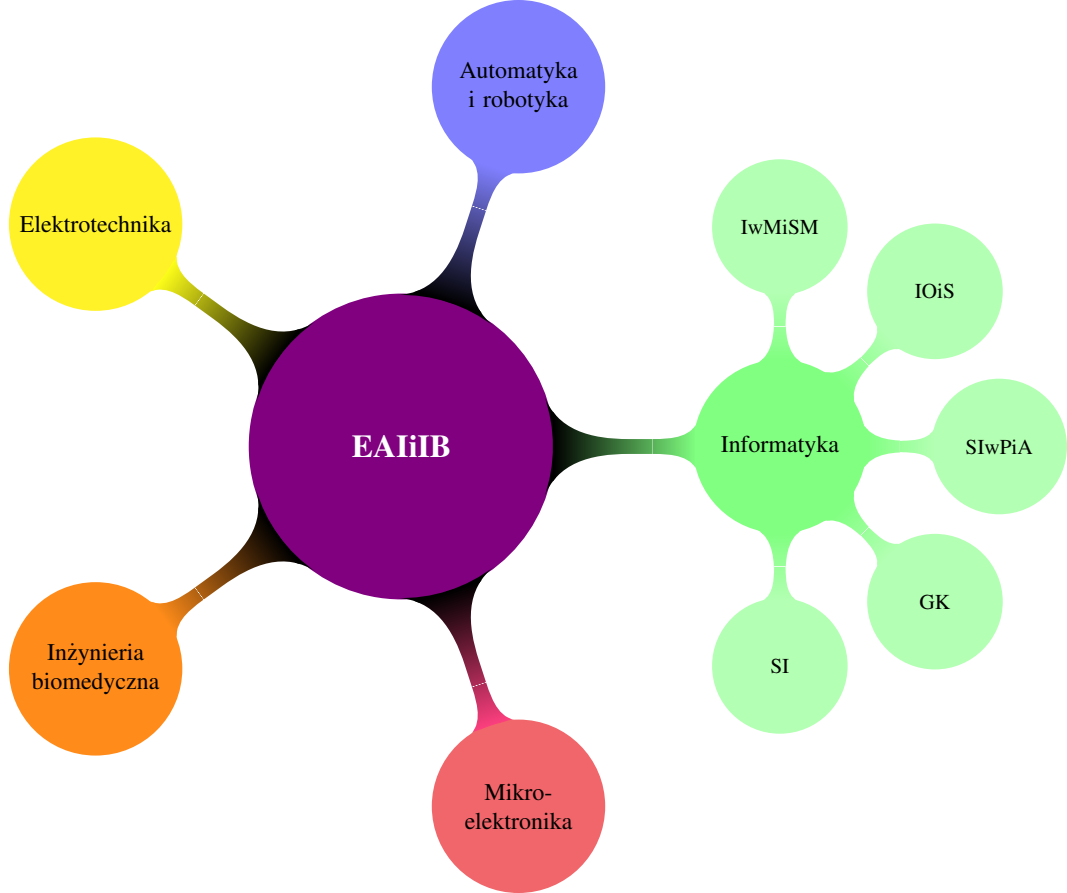 Automatyka
i robotyka
Elektrotechnika
IwMiSM
IOiS
EAIiIB
Informatyka
SIwPiA
GK
Inżynieria
biomedyczna
SI
Mikro-
elektronika